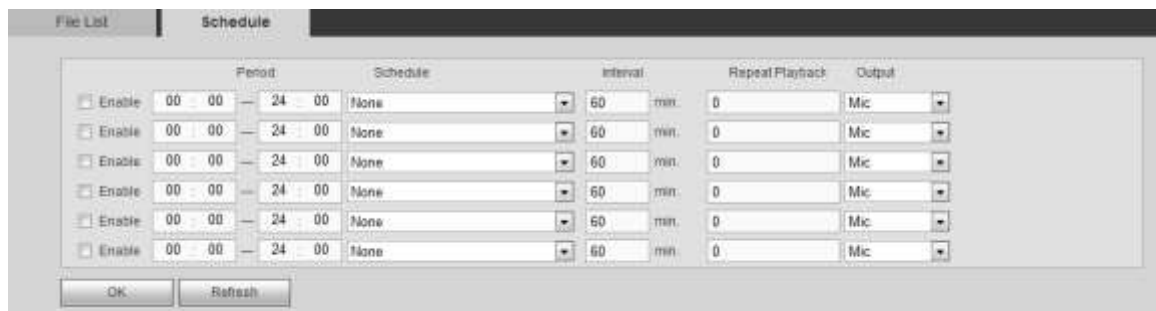 File List Schedule
Period Schedule Interval Repeat Playback Output
Enable 00 : 00 — 24 : 00 None 60 min. 0 Mic
Enable 00 : 00 — 24 : 00 None 60 min. 0 Mic
Enable 00 : 00 — 24 : 00 None 60 min. 0 Mic
Enable 00 : 00 — 24 : 00 None 60 min. 0 Mic
Enable 00 : 00 — 24 : 00 None 60 min. 0 Mic
Enable 00 : 00 — 24 : 00 None 60 min. 0 Mic
OK Refresh